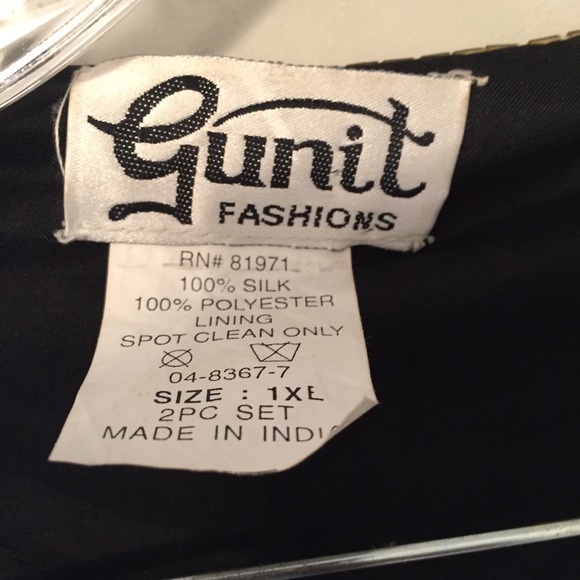 Gunit
FASHIONS
RN# 81971
100% SILK
100% POLYESTER
LINING
SPOT CLEAN ONLY
04-8367-7
SIZE : 1XL
2PC SET
MADE IN INDIA